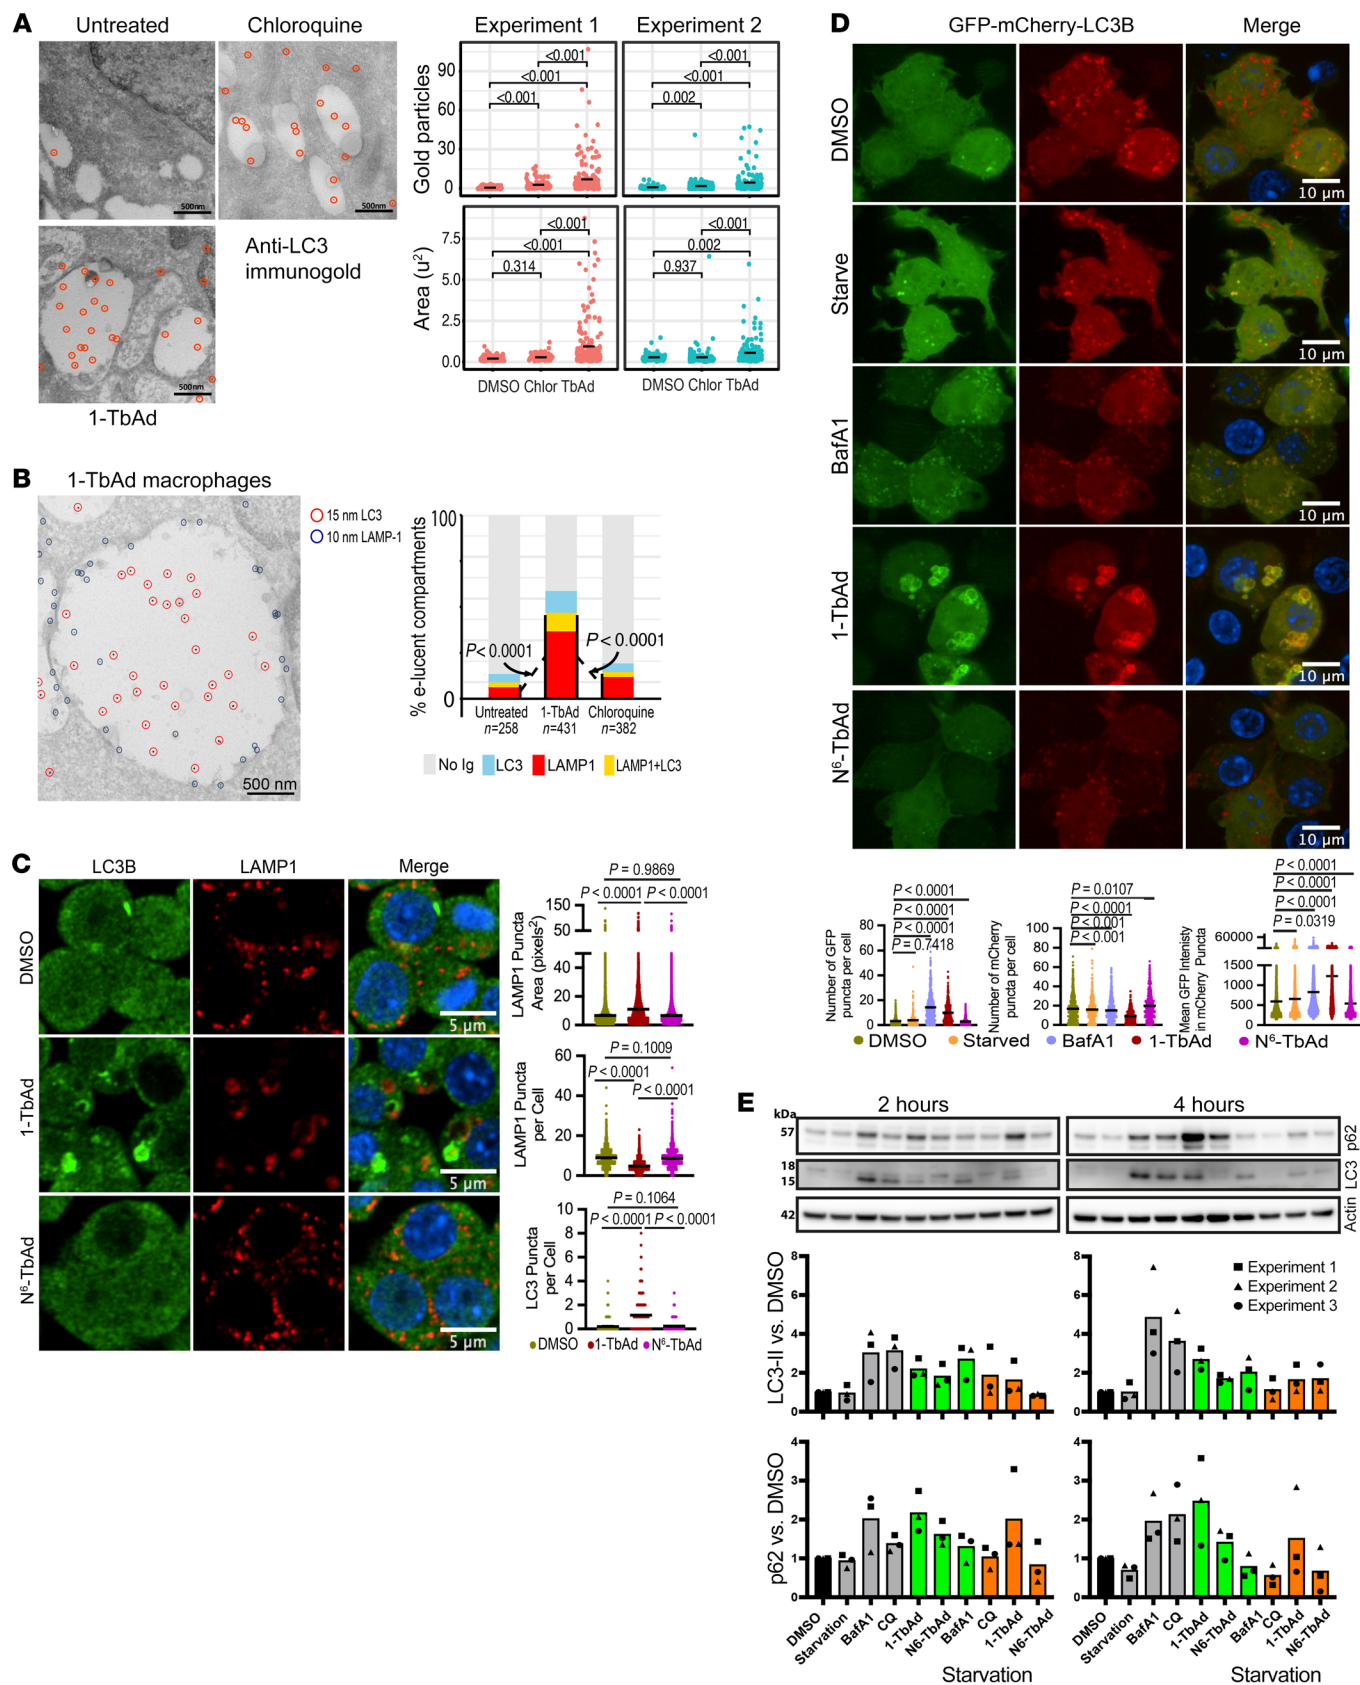 A
Untreated
Chloroquine
500nm
500nm
500nm
Anti-LC3
immunogold
1-TbAd
Experiment 1
Experiment 2
Gold particles
90
60
30
0
<0.001
<0.001
<0.001
<0.001
<0.001
0.002
Area (u²)
7.5
5.0
2.5
0.0
<0.001
<0.001
0.314
<0.001
0.002
0.937
DMSO Chlor TbAd
DMSO Chlor TbAd
B
1-TbAd macrophages
15 nm LC3
10 nm LAMP-1
500 nm
% e-lucent compartments
100
0
P < 0.0001
P < 0.0001
Untreated
n=258
1-TbAd
n=431
Chloroquine
n=382
No Ig
LC3
LAMP1
LAMP1+LC3
C
LC3B
LAMP1
Merge
DMSO
1-TbAd
N⁶-TbAd
5 µm
5 µm
5 µm
LAMP1 Puncta
Area (pixels²)
P = 0.9869
P < 0.0001
P < 0.0001
150
50
40
20
0
LAMP1 Puncta
per Cell
P = 0.1009
P < 0.0001
P < 0.0001
60
40
20
0
LC3 Puncta
per Cell
P = 0.1064
P < 0.0001
P < 0.0001
10
8
6
4
2
0
DMSO
1-TbAd
N⁶-TbAd
D
GFP-mCherry-LC3B
Merge
DMSO
Starve
BafA1
1-TbAd
N⁶-TbAd
10 µm
10 µm
10 µm
10 µm
10 µm
Number of GFP
puncta per cell
P < 0.0001
P < 0.0001
P < 0.0001
P = 0.7418
80
60
40
20
0
Number of mCherry
puncta per cell
P = 0.0107
P < 0.0001
P < 0.001
P < 0.001
100
80
60
40
20
0
Mean GFP Intenisty
in mCherry Puncta
P < 0.0001
P < 0.0001
P < 0.0001
P = 0.0319
60000
1500
1000
500
0
DMSO
Starved
BafA1
1-TbAd
N⁶-TbAd
E
2 hours
4 hours
kDa
57
18
15
42
p62
LC3
Actin
LC3-II vs. DMSO
8
6
4
2
0
8
6
4
2
0
Experiment 1
Experiment 2
Experiment 3
p62 vs. DMSO
4
3
2
1
0
4
3
2
1
0
DMSO
Starvation
BafA1
CQ
1-TbAd
N6-TbAd
BafA1
CQ
1-TbAd
N6-TbAd
Starvation
DMSO
Starvation
BafA1
CQ
1-TbAd
N6-TbAd
BafA1
CQ
1-TbAd
N6-TbAd
Starvation